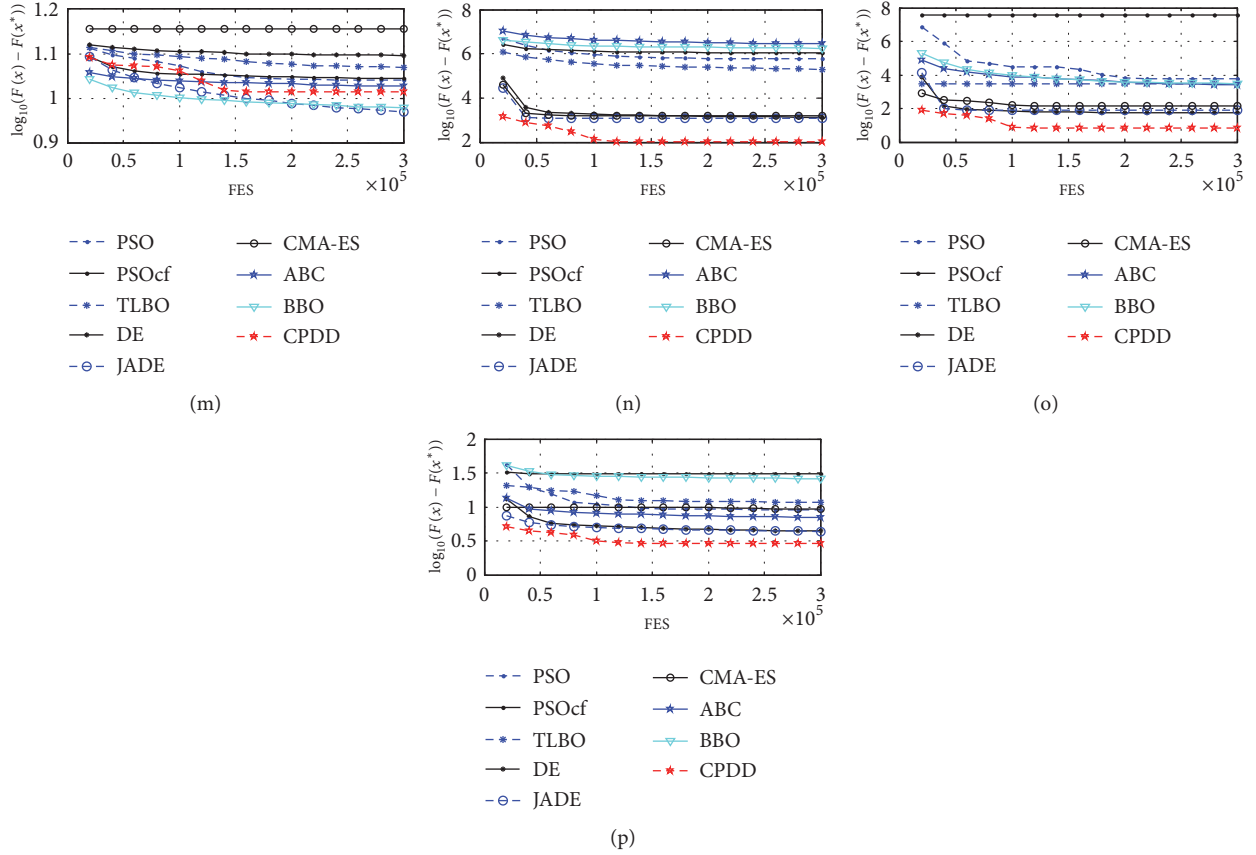 1.2
1.1
1
0.9
log10(F (x) − F(x*))
0 0.5 1 1.5 2 2.5 3
×10^5
FES
PSO
PSOcf
TLBO
DE
JADE
CMA-ES
ABC
BBO
CPDD
(m)
8
6
4
2
log10(F (x) − F(x*))
0 0.5 1 1.5 2 2.5 3
×10^5
FES
PSO
PSOcf
TLBO
DE
JADE
CMA-ES
ABC
BBO
CPDD
(n)
8
6
4
2
0
log10(F (x) − F(x*))
0 0.5 1 1.5 2 2.5 3
×10^5
FES
PSO
PSOcf
TLBO
DE
JADE
CMA-ES
ABC
BBO
CPDD
(o)
2
1.5
1
0.5
0
log10(F (x) − F(x*))
0 0.5 1 1.5 2 2.5 3
×10^5
FES
PSO
PSOcf
TLBO
DE
JADE
CMA-ES
ABC
BBO
CPDD
(p)